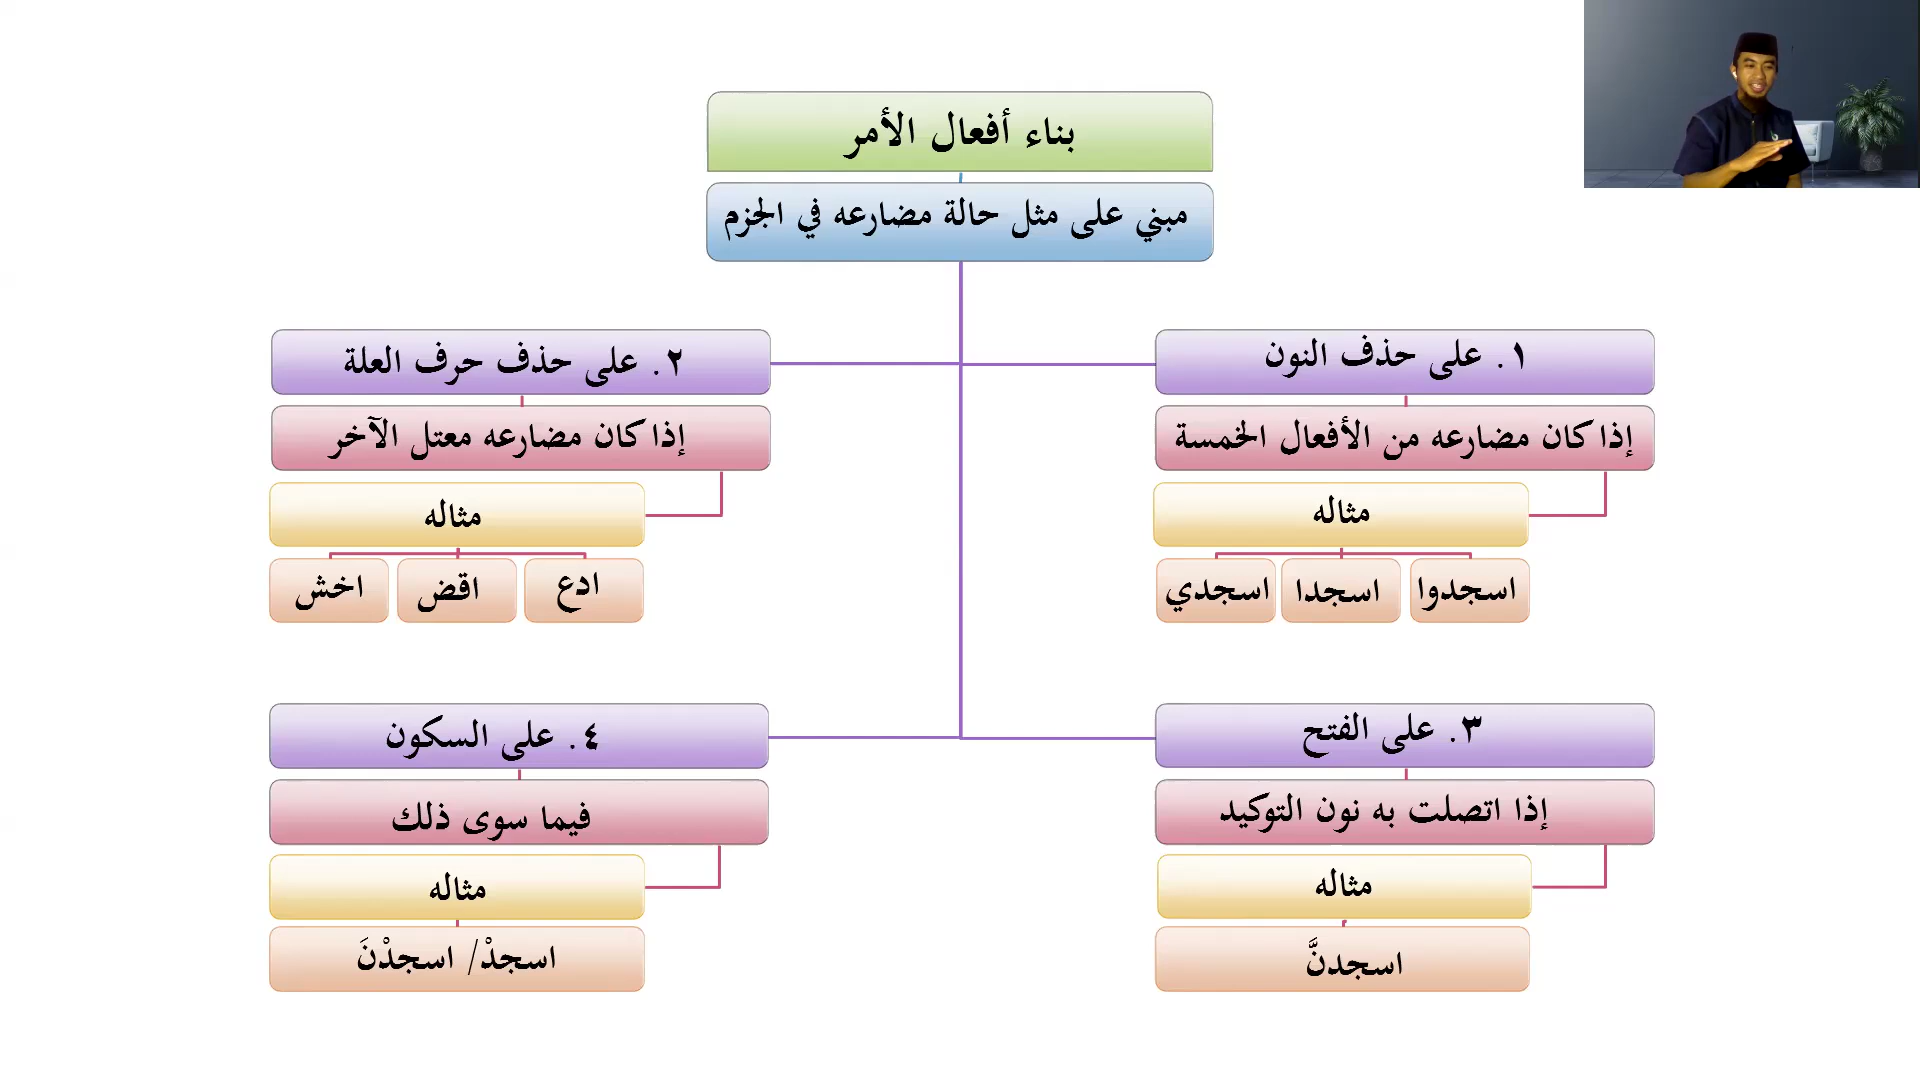 بناء أفعال الأمر
مبني على مثل حالة مضارعه في الجزم
١. على حذف النون
إذا كان مضارعه من الأفعال الخمسة
مثاله
اسجدوا
اسجدا
اسجدي
٢. على حذف حرف العلة
إذا كان مضارعه معتل الآخر
مثاله
ادع
اقض
اخش
٣. على الفتح
إذا اتصلت به نون التوكيد
مثاله
اسجدنَّ
٤. على السكون
فيما سوى ذلك
مثاله
اسجدْ/ اسجدْنَ